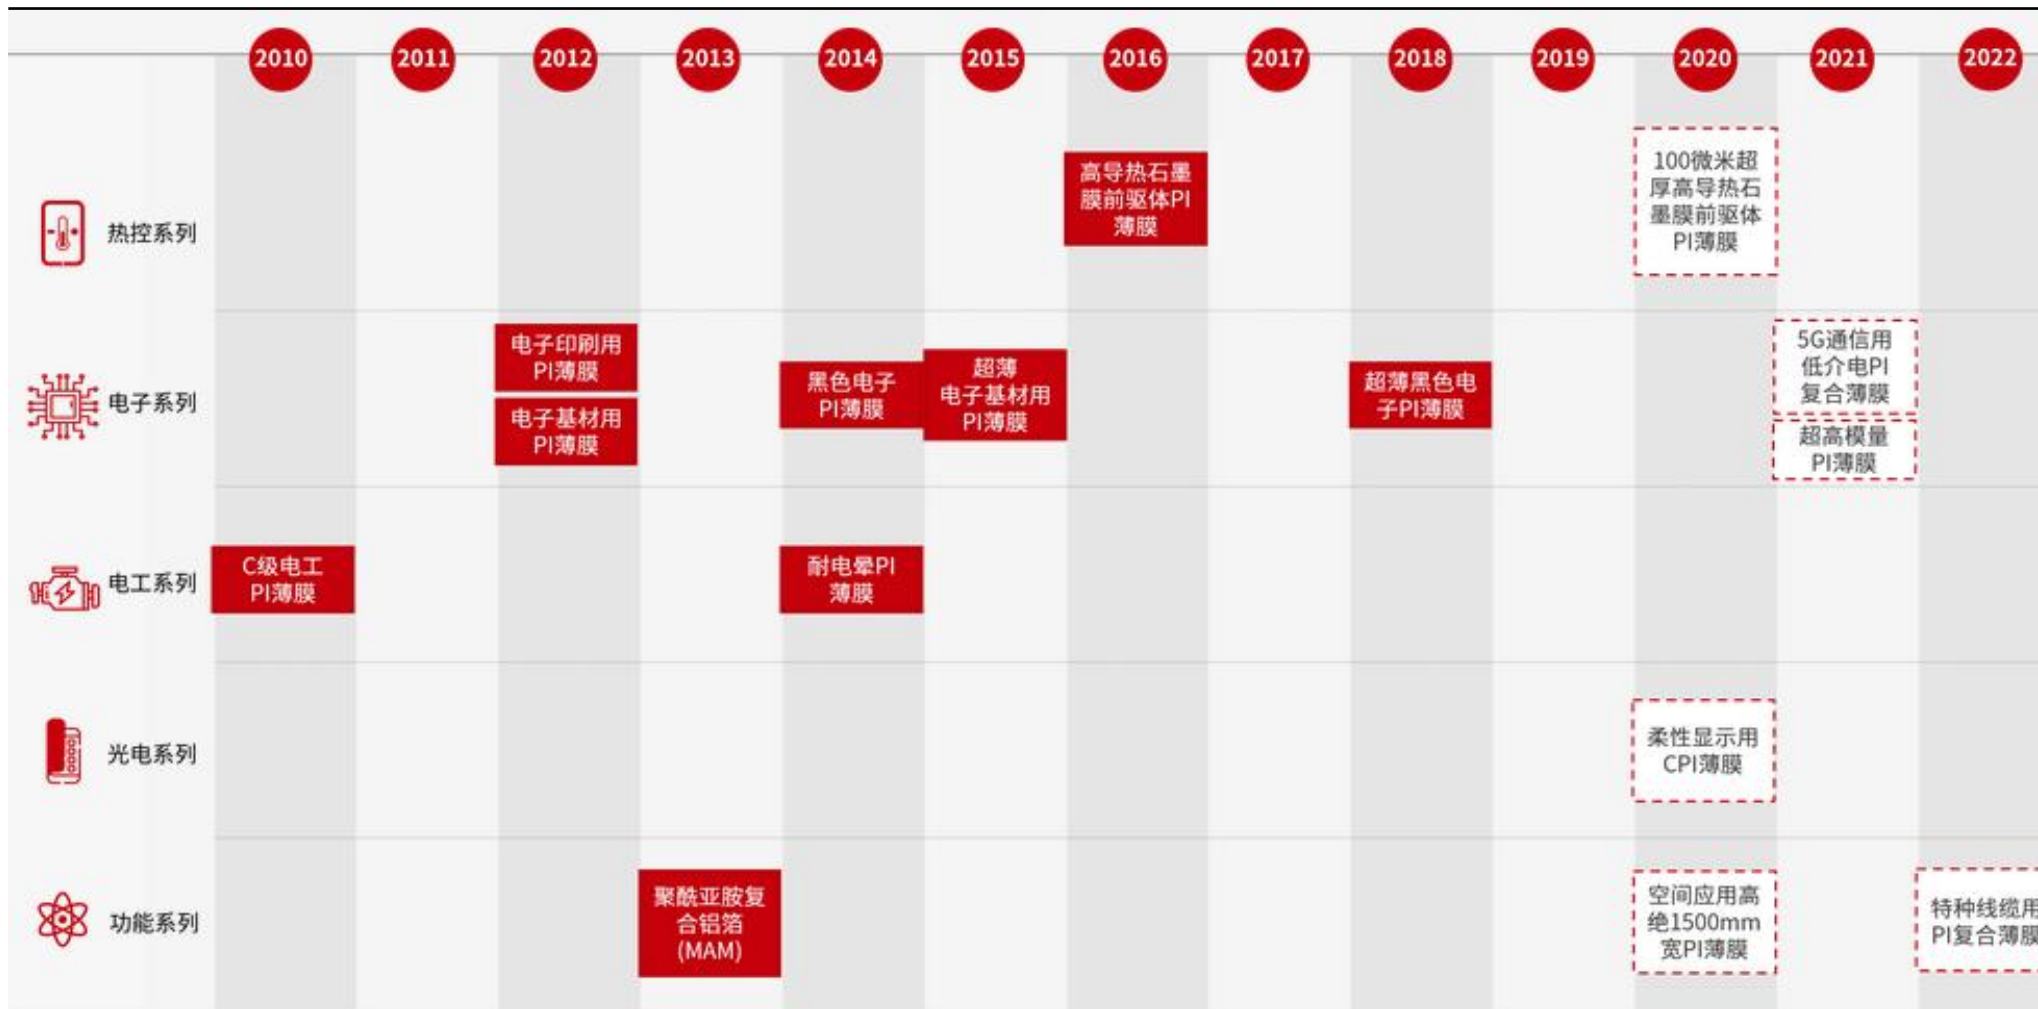 2010
2011
2012
2013
2014
2015
2016
2017
2018
2019
2020
2021
2022
热控系列
高导热石墨
膜前驱体PI
薄膜
100微米超
厚高导热石
墨膜前驱体
PI薄膜
电子系列
电子印刷用
PI薄膜
电子基材用
PI薄膜
黑色电子
PI薄膜
超薄
电子基材用
PI薄膜
超薄黑色电
子PI薄膜
5G通信用
低介电PI
复合薄膜
超高模量
PI薄膜
电工系列
C级电工
PI薄膜
耐电晕PI
薄膜
光电系列
柔性显示用
CPI薄膜
功能系列
聚酰亚胺复
合铝箔
(MAM)
空间应用高
绝1500mm
宽PI薄膜
特种线缆用
PI复合薄膜